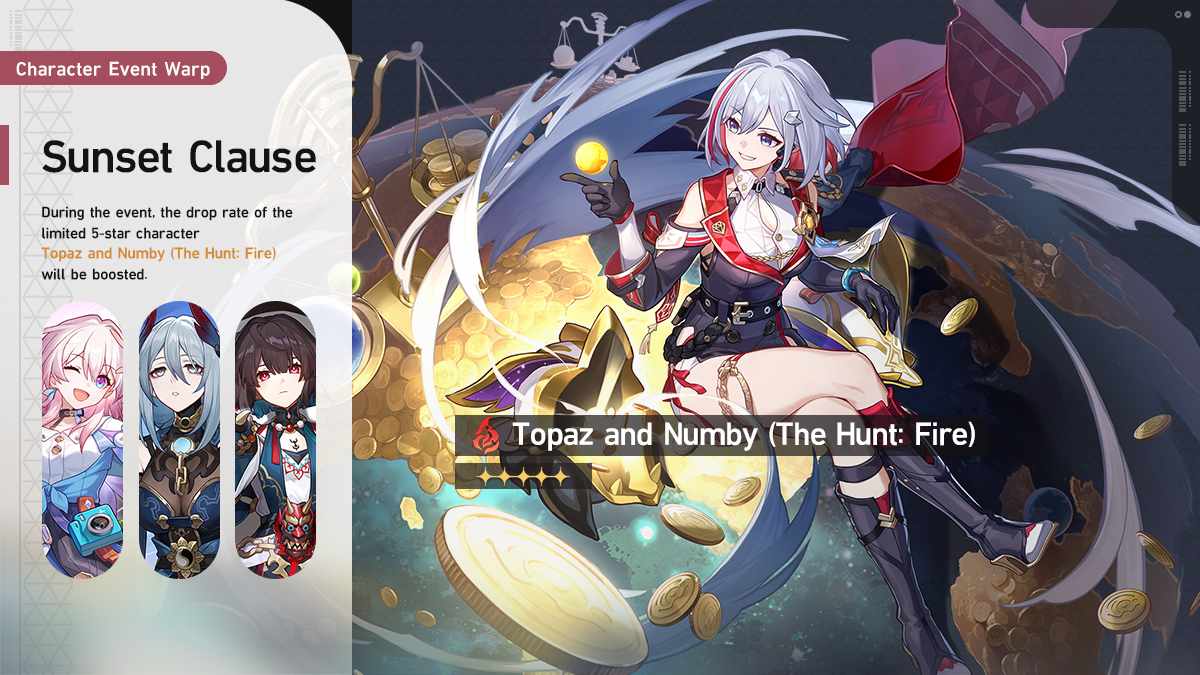 Character Event Warp
Sunset Clause
During the event, the drop rate of the
limited 5-star character
Topaz and Numby (The Hunt: Fire)
will be boosted.
Topaz and Numby (The Hunt: Fire)